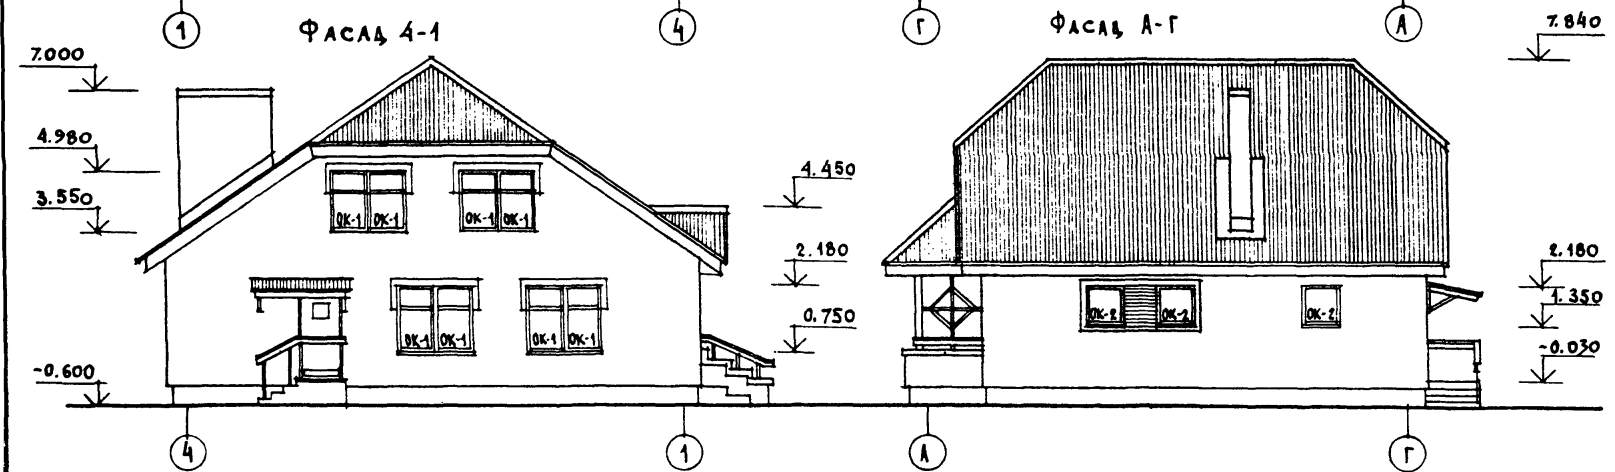 1
ФАСАД 4-1
4
Г
ФАСАД А-Г
А
7.840
7.000
4.980
3.550
4.450
2.180
0.750
-0.600
2.180
1.350
-0.030
ОК-1 ОК-1 ОК-1 ОК-1
ОК-1 ОК-1 ОК-1 ОК-1
ОК-2 ОК-2 ОК-2
4
1
А
Г